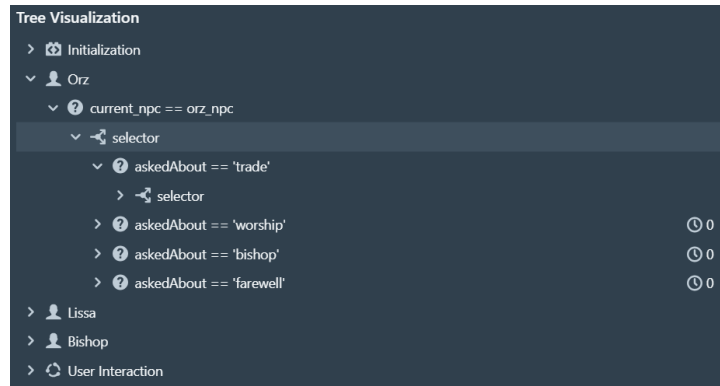 Tree Visualization
Initialization
Orz
current_npc == orz_npc
selector
askedAbout == 'trade'
selector
askedAbout == 'worship' 0
askedAbout == 'bishop' 0
askedAbout == 'farewell' 0
Lissa
Bishop
User Interaction